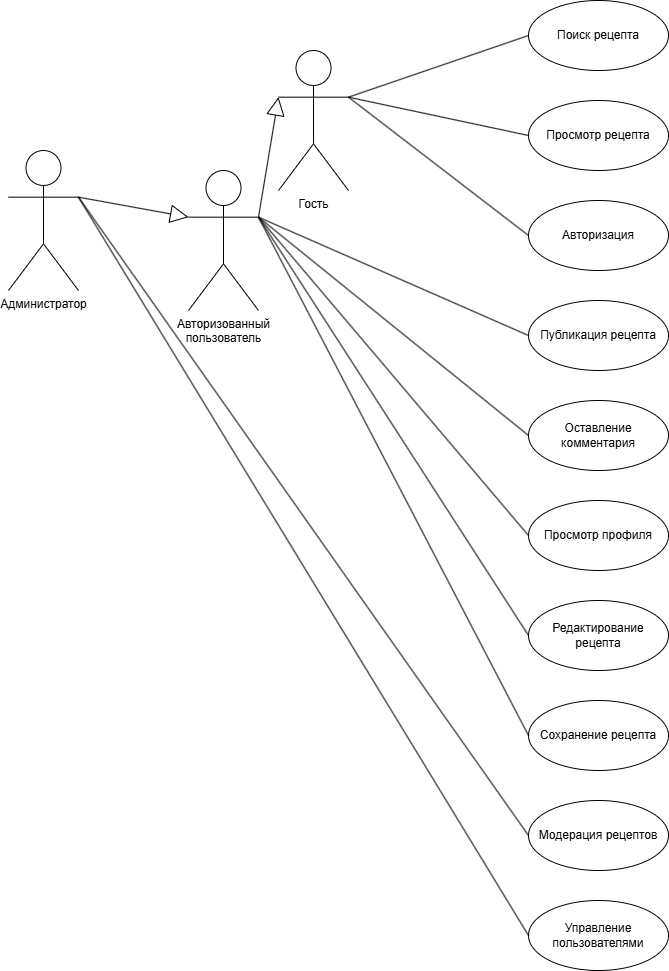 Поиск рецепта
Просмотр рецепта
Гость
Авторизация
Администратор
Авторизованный
пользователь
Публикация рецепта
Оставление
комментария
Просмотр профиля
Редактирование
рецепта
Сохранение рецепта
Модерация рецептов
Управление
пользователями